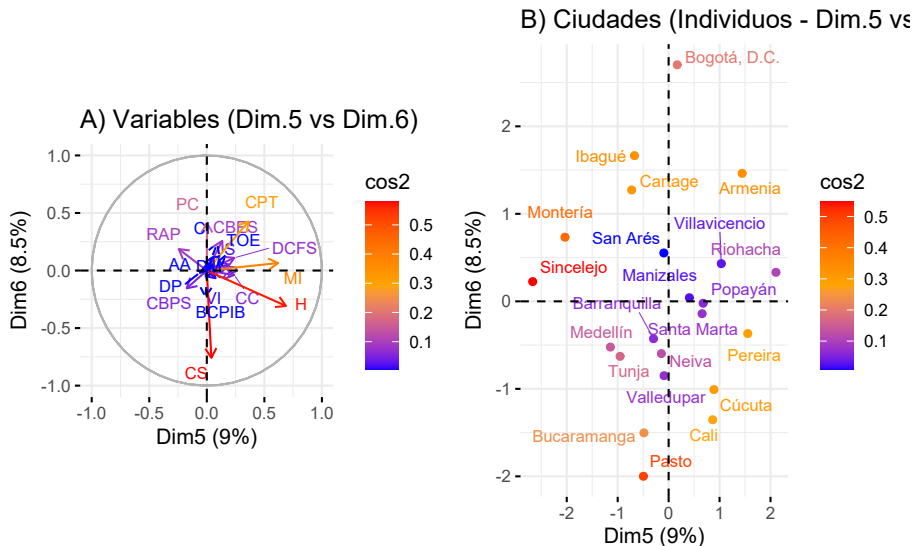 B) Ciudades (Individuos - Dim.5 vs
A) Variables (Dim.5 vs Dim.6)
1.0
0.5
0.0
-0.5
-1.0
Dim6 (8.5%)
-1.0
-0.5
0.0
0.5
1.0
Dim5 (9%)
PC
CPT
ACBES
RAP
TOE
DCFS
AA
MI
DP
CBPS
VI
CC
H
BCPIB
CS
cos2
0.5
0.4
0.3
0.2
0.1
2
1
0
-1
-2
Dim6 (8.5%)
-2
-1
0
1
2
Dim5 (9%)
Bogotá, D.C.
Ibagué
Cartage
Armenia
Montería
Villavicencio
San Arés
Riohacha
Sincelejo
Manizales
Popayán
Barranquilla
Santa Marta
Medellín
Pereira
Tunja
Neiva
Valledupar
Cúcuta
Cali
Bucaramanga
Pasto
cos2
0.5
0.4
0.3
0.2
0.1